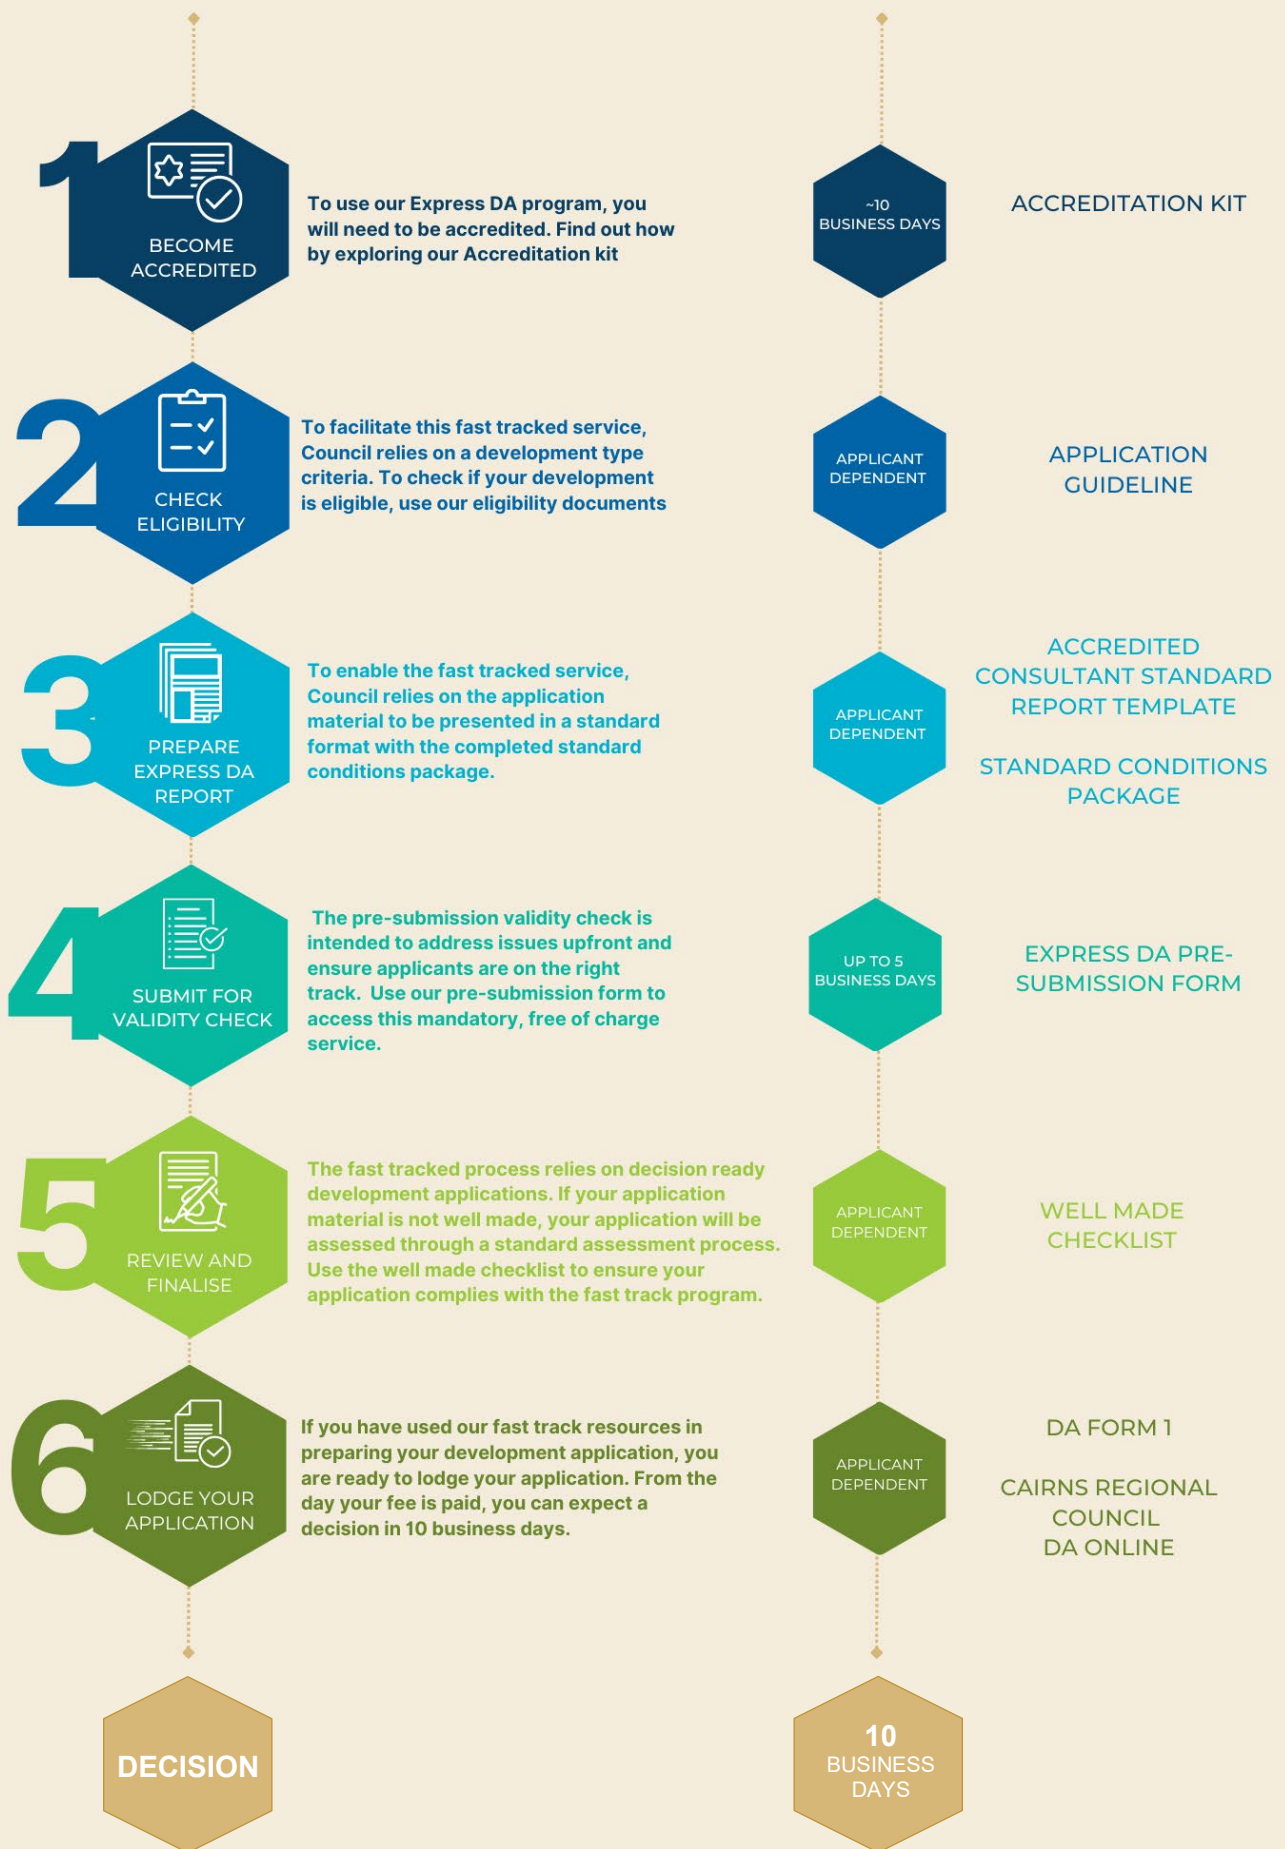 1
BECOME
ACCREDITED
To use our Express DA program, you
will need to be accredited. Find out how
by exploring our Accreditation kit
~10
BUSINESS DAYS
ACCREDITATION KIT
2
CHECK
ELIGIBILITY
To facilitate this fast tracked service,
Council relies on a development type
criteria. To check if your development
is eligible, use our eligibility documents
APPLICANT
DEPENDENT
APPLICATION
GUIDELINE
3
PREPARE
EXPRESS DA
REPORT
To enable the fast tracked service,
Council relies on the application
material to be presented in a standard
format with the completed standard
conditions package.
APPLICANT
DEPENDENT
ACCREDITED
CONSULTANT STANDARD
REPORT TEMPLATE
STANDARD CONDITIONS
PACKAGE
4
SUBMIT FOR
VALIDITY CHECK
The pre-submission validity check is
intended to address issues upfront and
ensure applicants are on the right
track. Use our pre-submission form to
access this mandatory, free of charge
service.
UP TO 5
BUSINESS DAYS
EXPRESS DA PRE-
SUBMISSION FORM
5
REVIEW AND
FINALISE
The fast tracked process relies on decision ready
development applications. If your application
material is not well made, your application will be
assessed through a standard assessment process.
Use the well made checklist to ensure your
application complies with the fast track program.
APPLICANT
DEPENDENT
WELL MADE
CHECKLIST
6
LODGE YOUR
APPLICATION
If you have used our fast track resources in
preparing your development application, you
are ready to lodge your application. From the
day your fee is paid, you can expect a
decision in 10 business days.
APPLICANT
DEPENDENT
DA FORM 1
CAIRNS REGIONAL
COUNCIL
DA ONLINE
DECISION
10
BUSINESS
DAYS